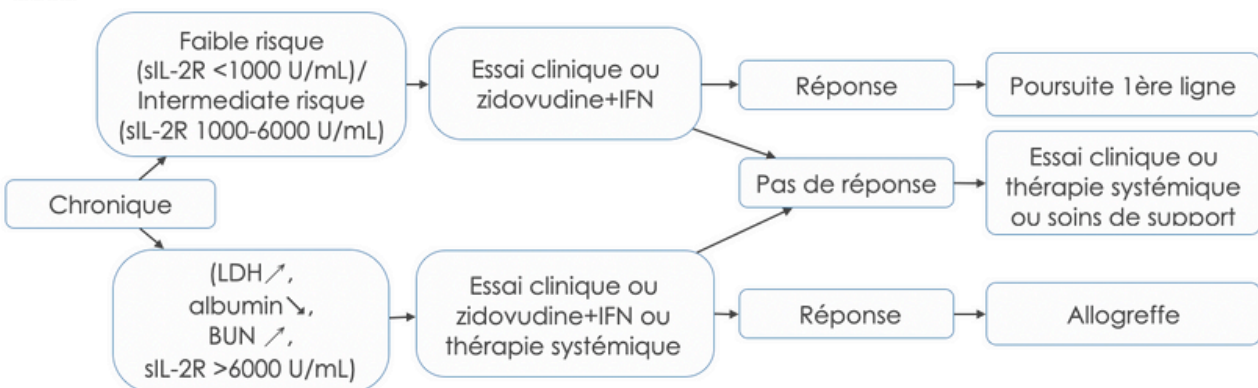 Faible risque
(sIL-2R <1000 U/mL)/
Intermediate risque
(sIL-2R 1000-6000 U/mL)
Essai clinique ou
zidovudine+IFN
Réponse
Poursuite 1ère ligne
Pas de réponse
Essai clinique ou
thérapie systémique
ou soins de support
Chronique
(LDH↗,
albumin↘,
BUN ↗,
sIL-2R >6000 U/mL)
Essai clinique ou
zidovudine+IFN ou
thérapie systémique
Réponse
Allogreffe